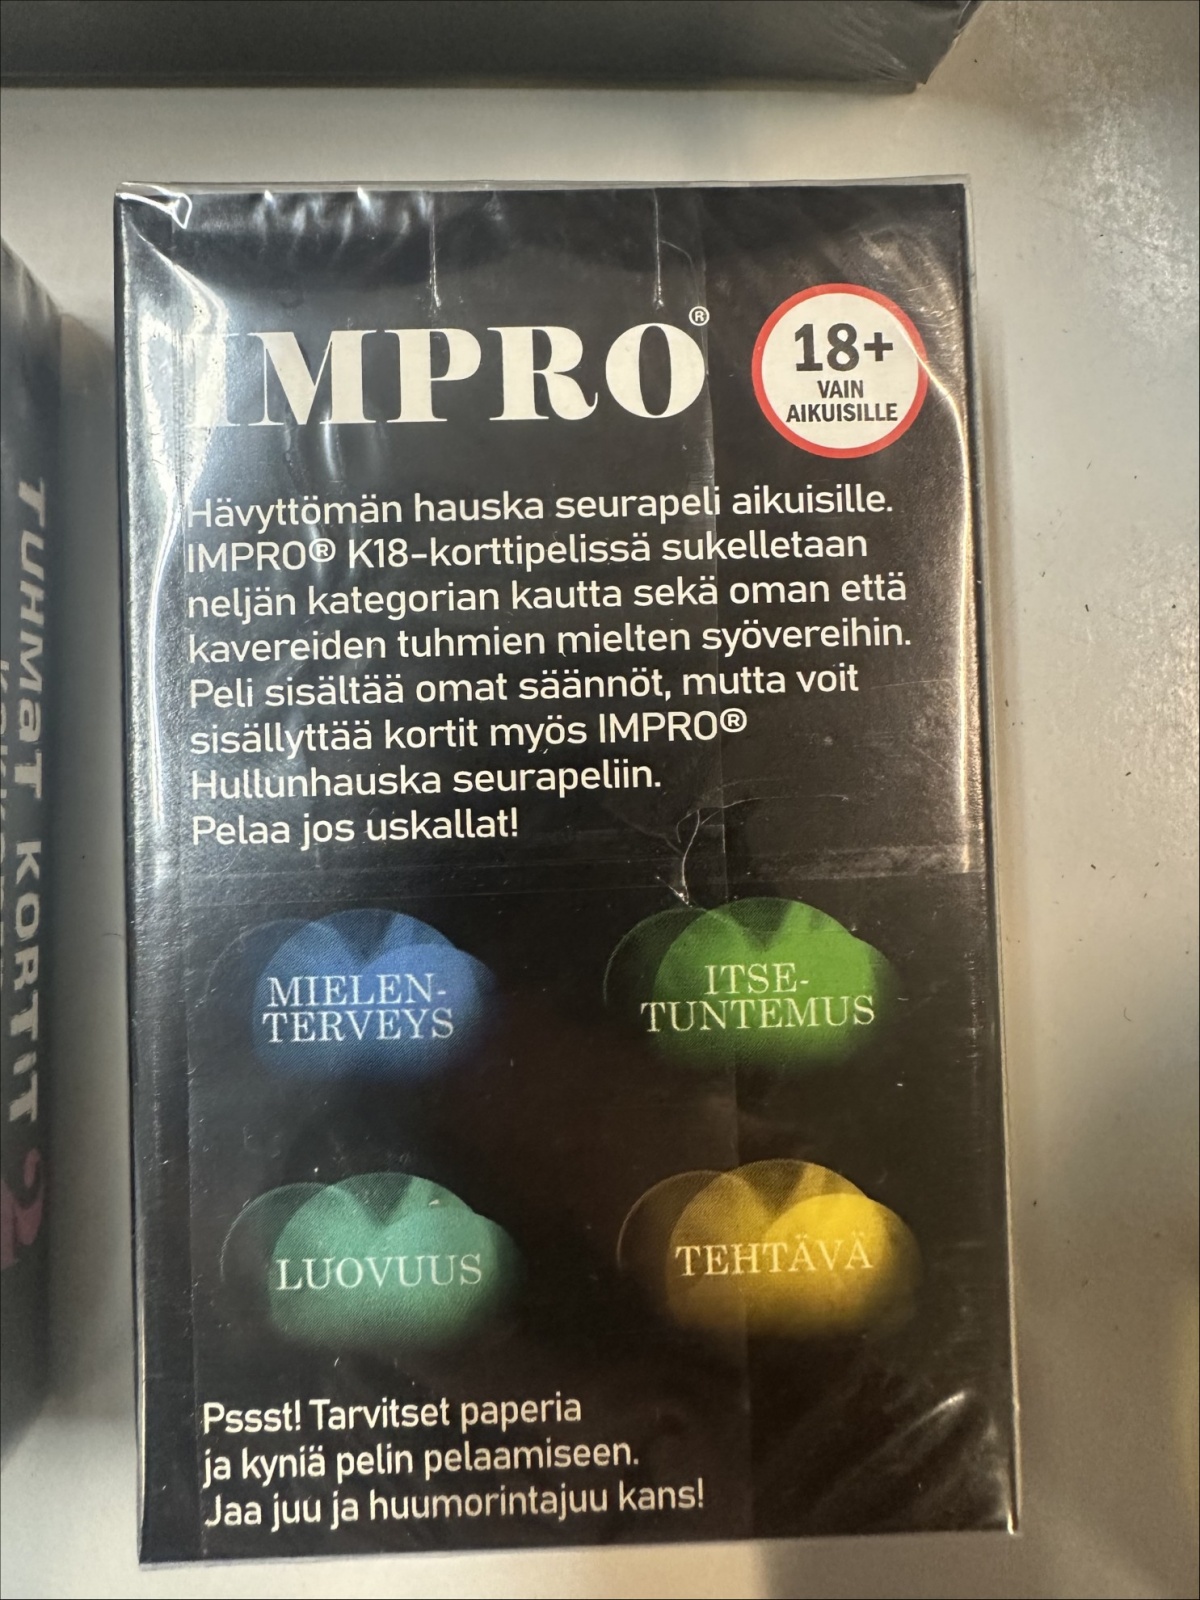 IMPRO®
18+
VAIN
AIKUISILLE
Hävyttömän hauska seurapeli aikuisille.
IMPRO® K18-korttipelissä sukelletaan
neljän kategorian kautta sekä oman että
kavereiden tuhmien mielten syövereihin.
Peli sisältää omat säännöt, mutta voit
sisällyttää kortit myös IMPRO®
Hullunhauska seurapeliin.
Pelaa jos uskallat!
MIELEN-
TERVEYS
ITSE-
TUNTEMUS
LUOVUUS
TEHTÄVÄ
Pssst! Tarvitset paperia
ja kyniä pelin pelaamiseen.
Jaa juu ja huumorintajuu kans!
TUHMAT KORTIT